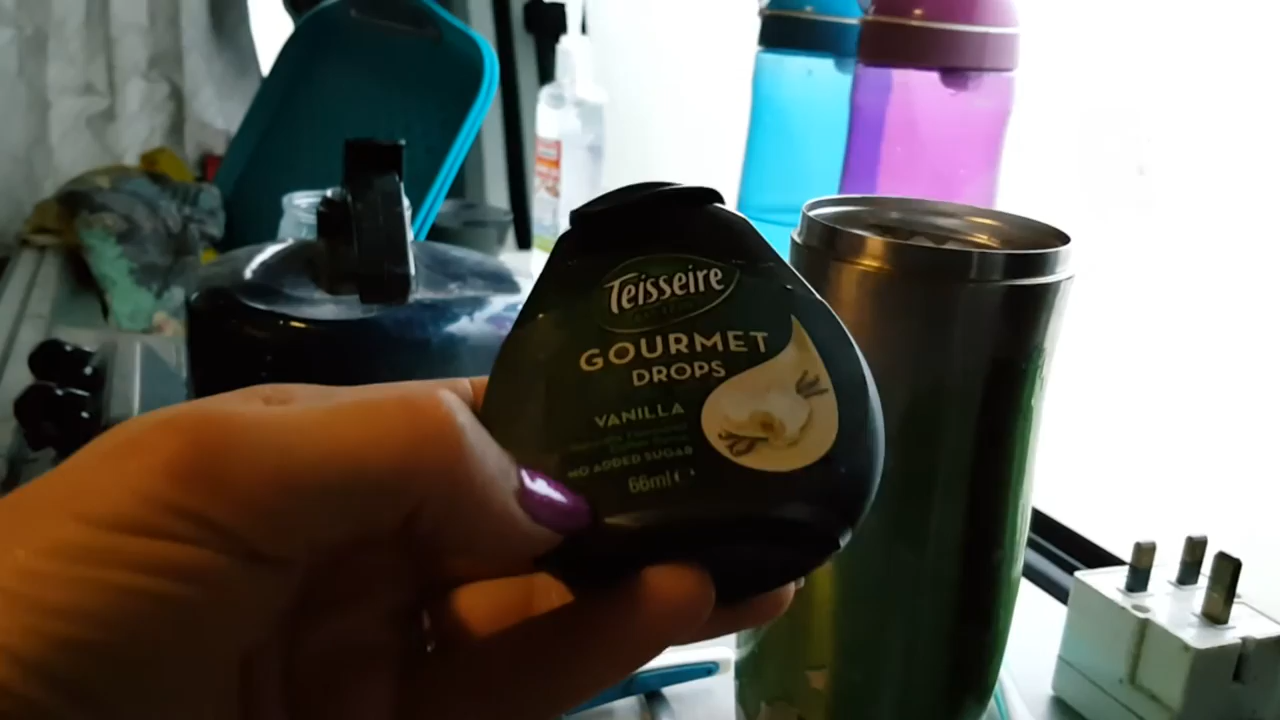 Teisseire
GOURMET
DROPS
VANILLA
NO ADDED SUGAR
66ml